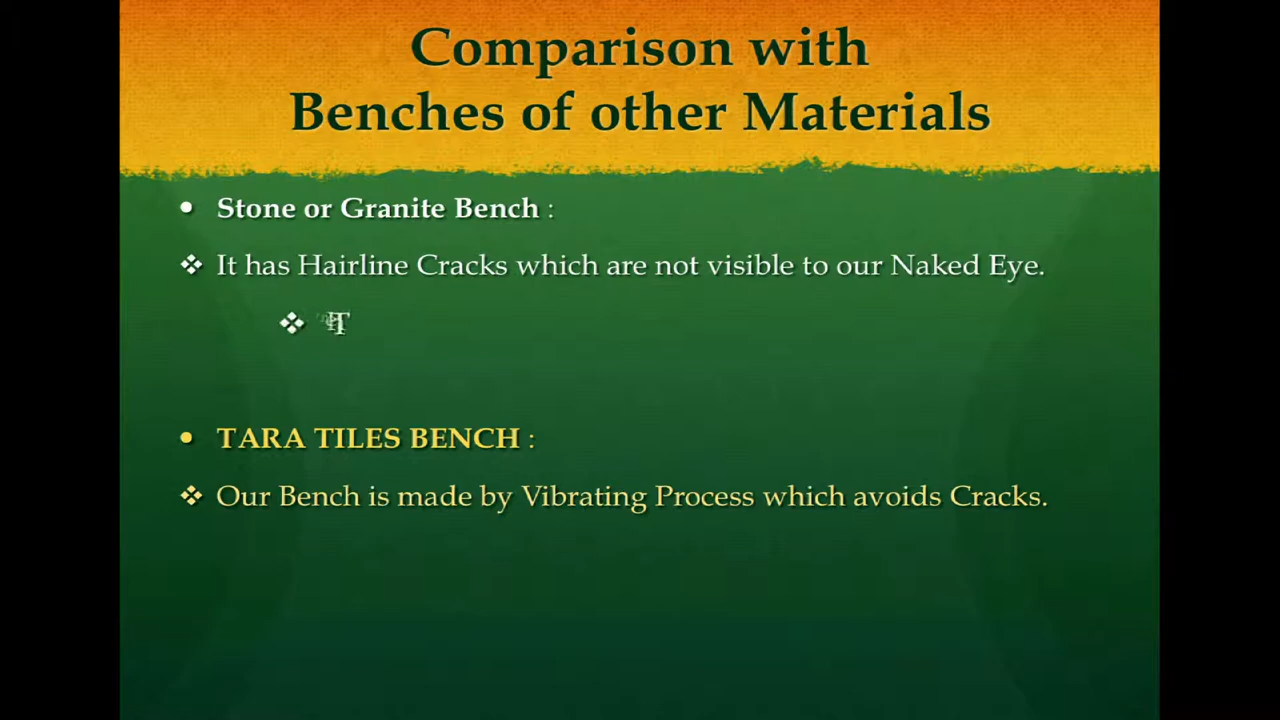 Comparison with
Benches of other Materials
• Stone or Granite Bench :
❖ It has Hairline Cracks which are not visible to our Naked Eye.
• TARA TILES BENCH :
❖ Our Bench is made by Vibrating Process which avoids Cracks.